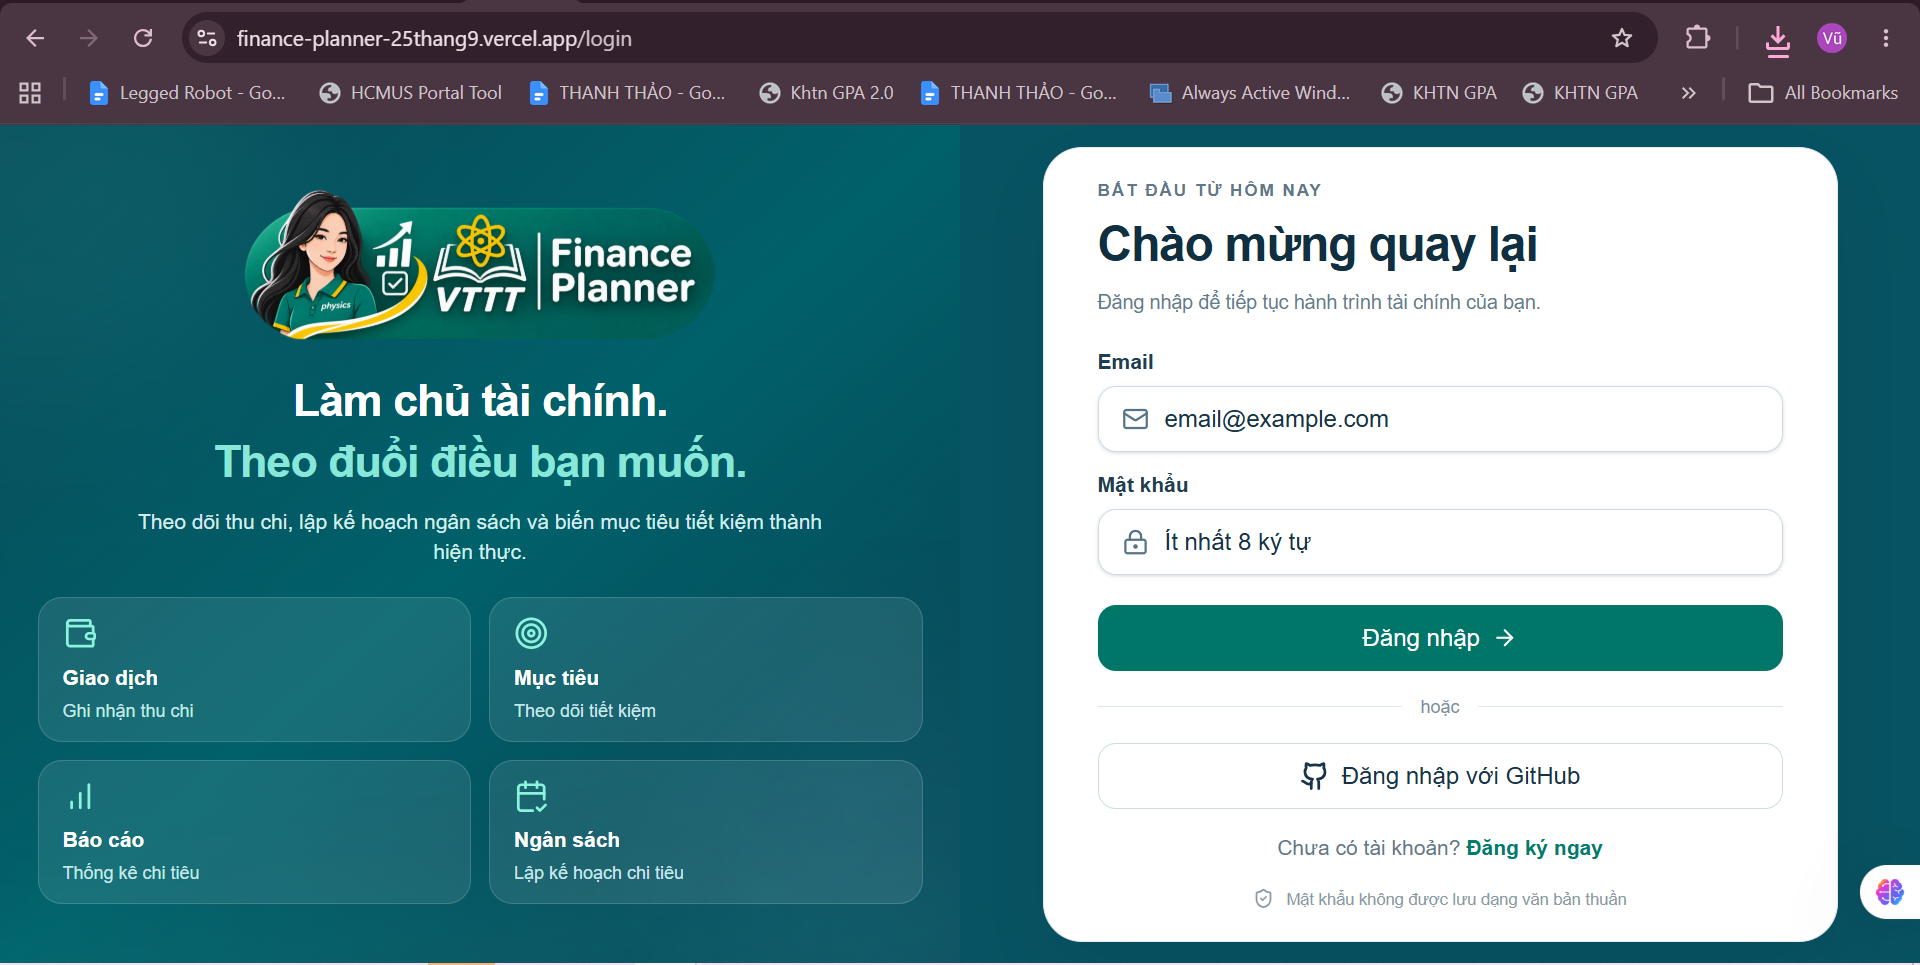 finance-planner-25thang9.vercel.app/login
Vũ
Legged Robot - Go...
HCMUS Portal Tool
THANH THẢO - Go...
Khtn GPA 2.0
THANH THẢO - Go...
Always Active Wind...
KHTN GPA
KHTN GPA
All Bookmarks
physics
VTTT
Finance
Planner
Làm chủ tài chính.
Theo đuổi điều bạn muốn.
Theo dõi thu chi, lập kế hoạch ngân sách và biến mục tiêu tiết kiệm thành
hiện thực.
Giao dịch
Ghi nhận thu chi
Mục tiêu
Theo dõi tiết kiệm
Báo cáo
Thống kê chi tiêu
Ngân sách
Lập kế hoạch chi tiêu
BẮT ĐẦU TỪ HÔM NAY
Chào mừng quay lại
Đăng nhập để tiếp tục hành trình tài chính của bạn.
Email
email@example.com
Mật khẩu
Ít nhất 8 ký tự
Đăng nhập
hoặc
Đăng nhập với GitHub
Chưa có tài khoản? Đăng ký ngay
Mật khẩu không được lưu dạng văn bản thuần